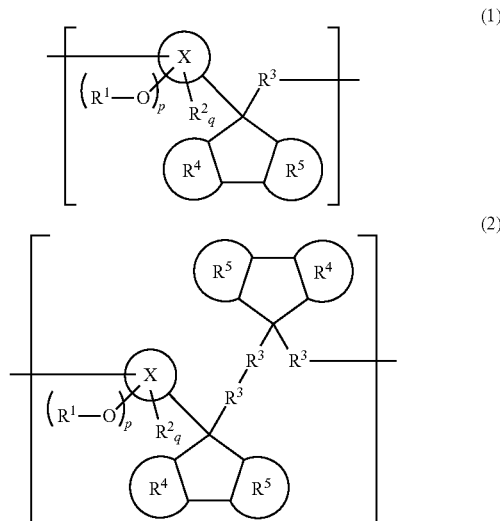 (1)
X
R³
(R¹—O)p
R²q
R⁴ R⁵
(2)
R⁵ R⁴
R³ R³
X
R³
(R¹—O)p
R²q
R⁴ R⁵